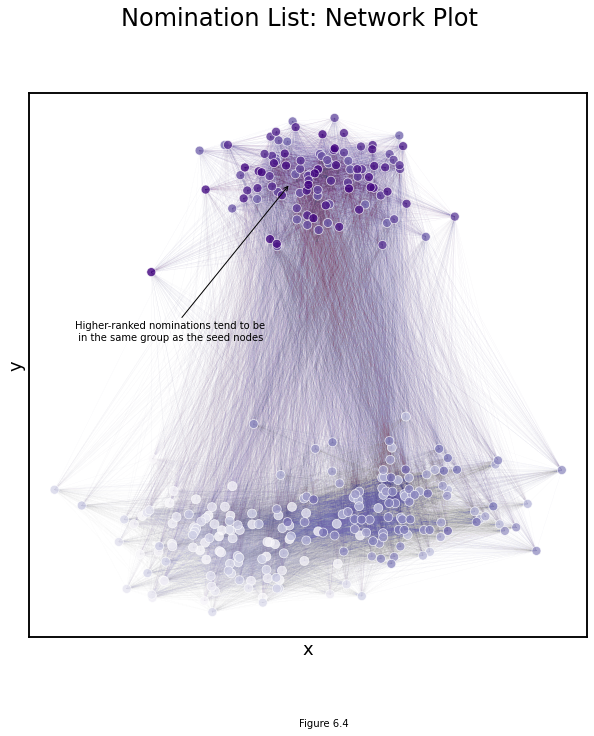 Nomination List: Network Plot
Higher-ranked nominations tend to be
in the same group as the seed nodes
y
x
Figure 6.4